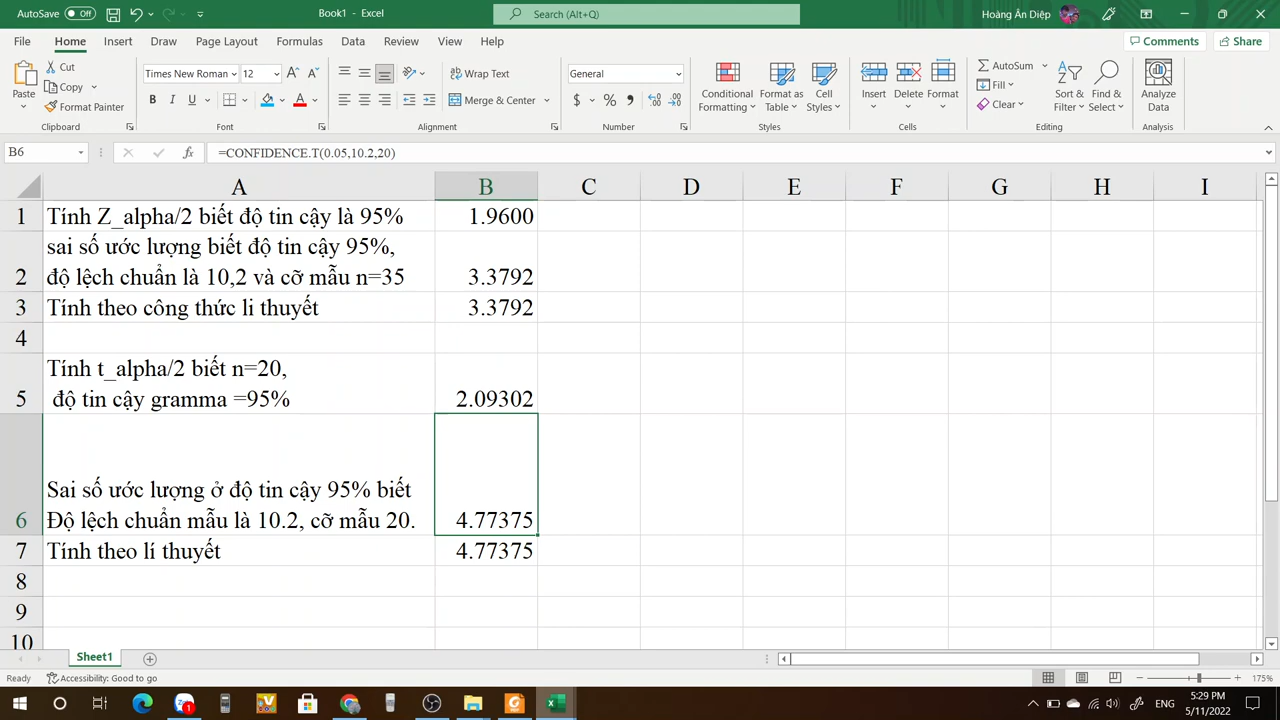 AutoSave Off Book1 - Excel Search (Alt+Q) Hoàng Ân Diệp
File Home Insert Draw Page Layout Formulas Data Review View Help Comments Share
Paste Cut Copy Format Painter
Clipboard
Times New Roman 12
B I U
Font
Wrap Text
Merge & Center
Alignment
General
$ % 9
Number
Conditional Formatting
Format as Table
Cell Styles
Styles
Insert Delete Format
Cells
AutoSum
Fill
Clear
Sort & Filter
Find & Select
Editing
Analyze Data
Analysis
B6 fx =CONFIDENCE.T(0.05,10.2,20)
A B C D E F G H I
1 Tính Z_alpha/2 biết độ tin cậy là 95% 1.9600
sai số ước lượng biết độ tin cậy 95%,
2 độ lệch chuẩn là 10,2 và cỡ mẫu n=35 3.3792
3 Tính theo công thức li thuyết 3.3792
4
Tính t_alpha/2 biết n=20,
5 độ tin cậy gramma =95% 2.09302
Sai số ước lượng ở độ tin cậy 95% biết
6 Độ lệch chuẩn mẫu là 10.2, cỡ mẫu 20. 4.77375
7 Tính theo lí thuyết 4.77375
8
9
10
Sheet1
Ready Accessibility: Good to go 175%
ENG 5:29 PM
5/11/2022